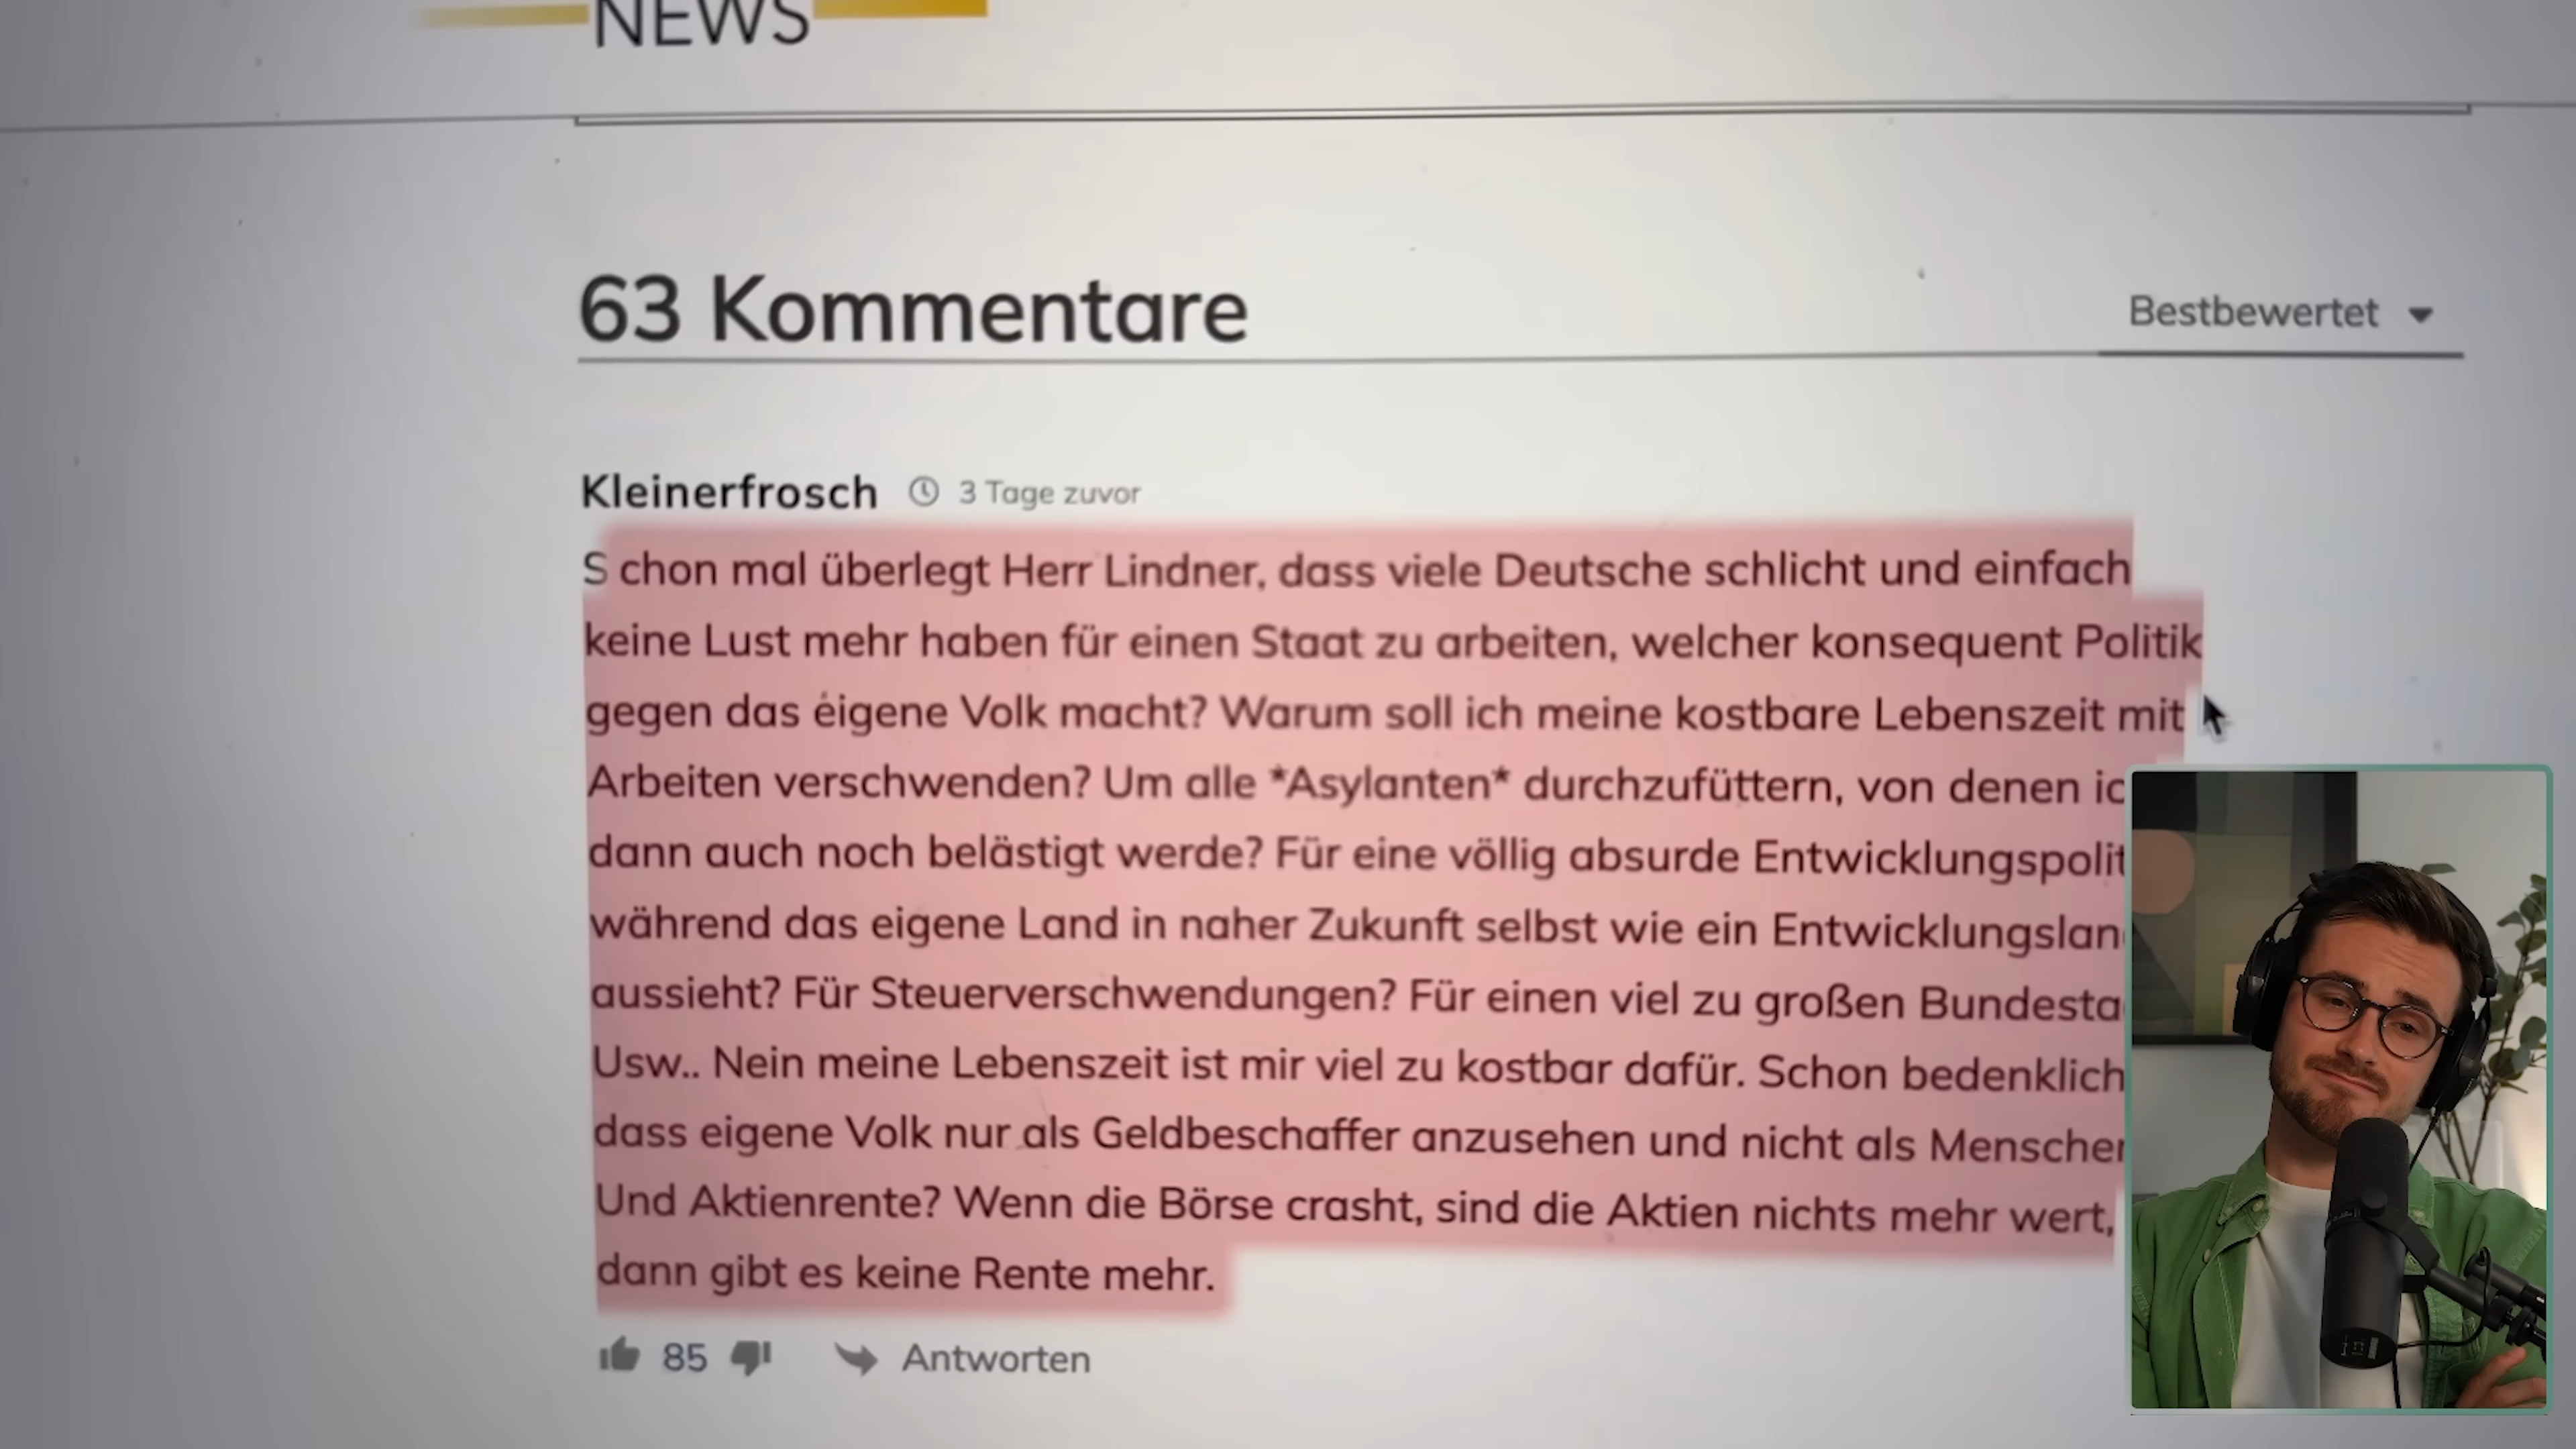 NEWS
63 Kommentare
Bestbewertet
Kleinerfrosch 3 Tage zuvor
Schon mal überlegt Herr Lindner, dass viele Deutsche schlicht und einfach
keine Lust mehr haben für einen Staat zu arbeiten, welcher konsequent Politik
gegen das eigene Volk macht? Warum soll ich meine kostbare Lebenszeit mit
Arbeiten verschwenden? Um alle *Asylanten* durchzufüttern, von denen
dann auch noch belästigt werde? Für eine völlig absurde
während das eigene Land in naher Zukunft selbst wie ein
aussieht? Für Steuerverschwendungen? Für einen viel zu großen
Usw.. Nein meine Lebenszeit ist mir viel zu kostbar dafür. Schon bedenklich
dass eigene Volk nur als Geldbeschaffer anzusehen und nicht als
Und Aktienrente? Wenn die Börse crasht, sind die Aktien nichts mehr wert,
dann gibt es keine Rente mehr.
85 Antworten